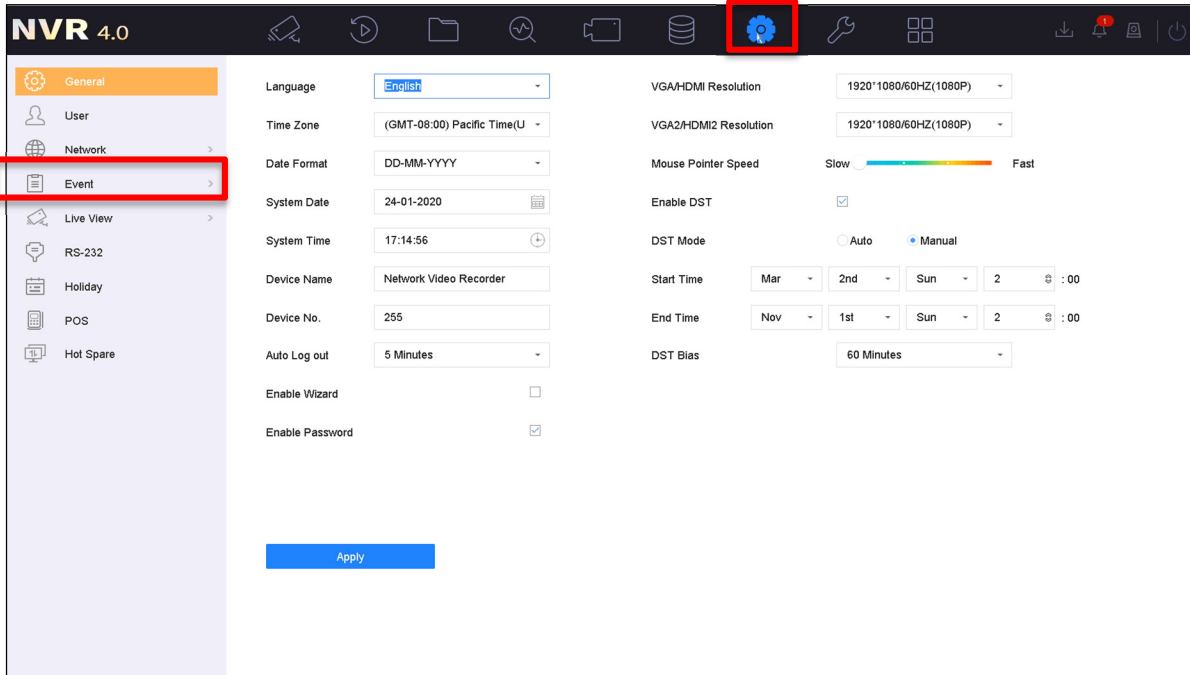 NVR 4.0
1
General
User
Network
Event
Live View
RS-232
Holiday
POS
Hot Spare
Language English
Time Zone (GMT-08:00) Pacific Time(U
Date Format DD-MM-YYYY
System Date 24-01-2020
System Time 17:14:56
Device Name Network Video Recorder
Device No. 255
Auto Log out 5 Minutes
Enable Wizard
Enable Password
Apply
VGA/HDMI Resolution 1920*1080/60HZ(1080P)
VGA2/HDMI2 Resolution 1920*1080/60HZ(1080P)
Mouse Pointer Speed Slow Fast
Enable DST
DST Mode Auto Manual
Start Time Mar 2nd Sun 2 : 00
End Time Nov 1st Sun 2 : 00
DST Bias 60 Minutes